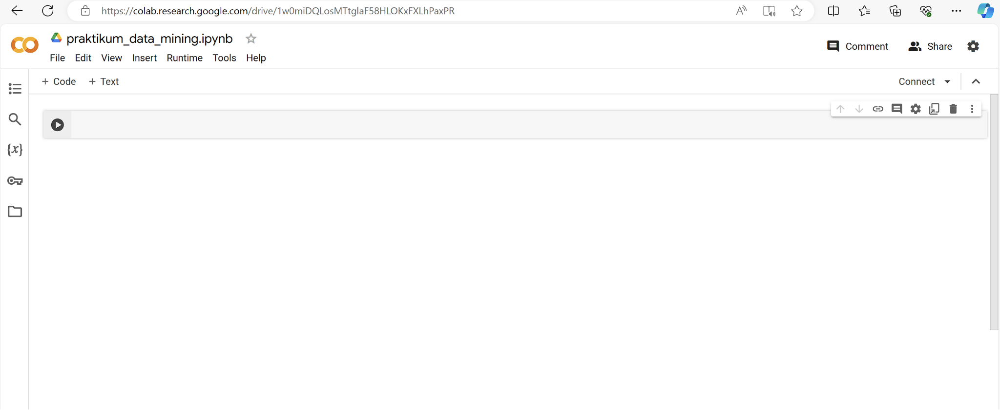 https://colab.research.google.com/drive/1w0miDQLosMTtglaF58HLOKxFXLhPaxPR
praktikum_data_mining.ipynb
File Edit View Insert Runtime Tools Help
Comment Share
+ Code + Text
Connect
{x}